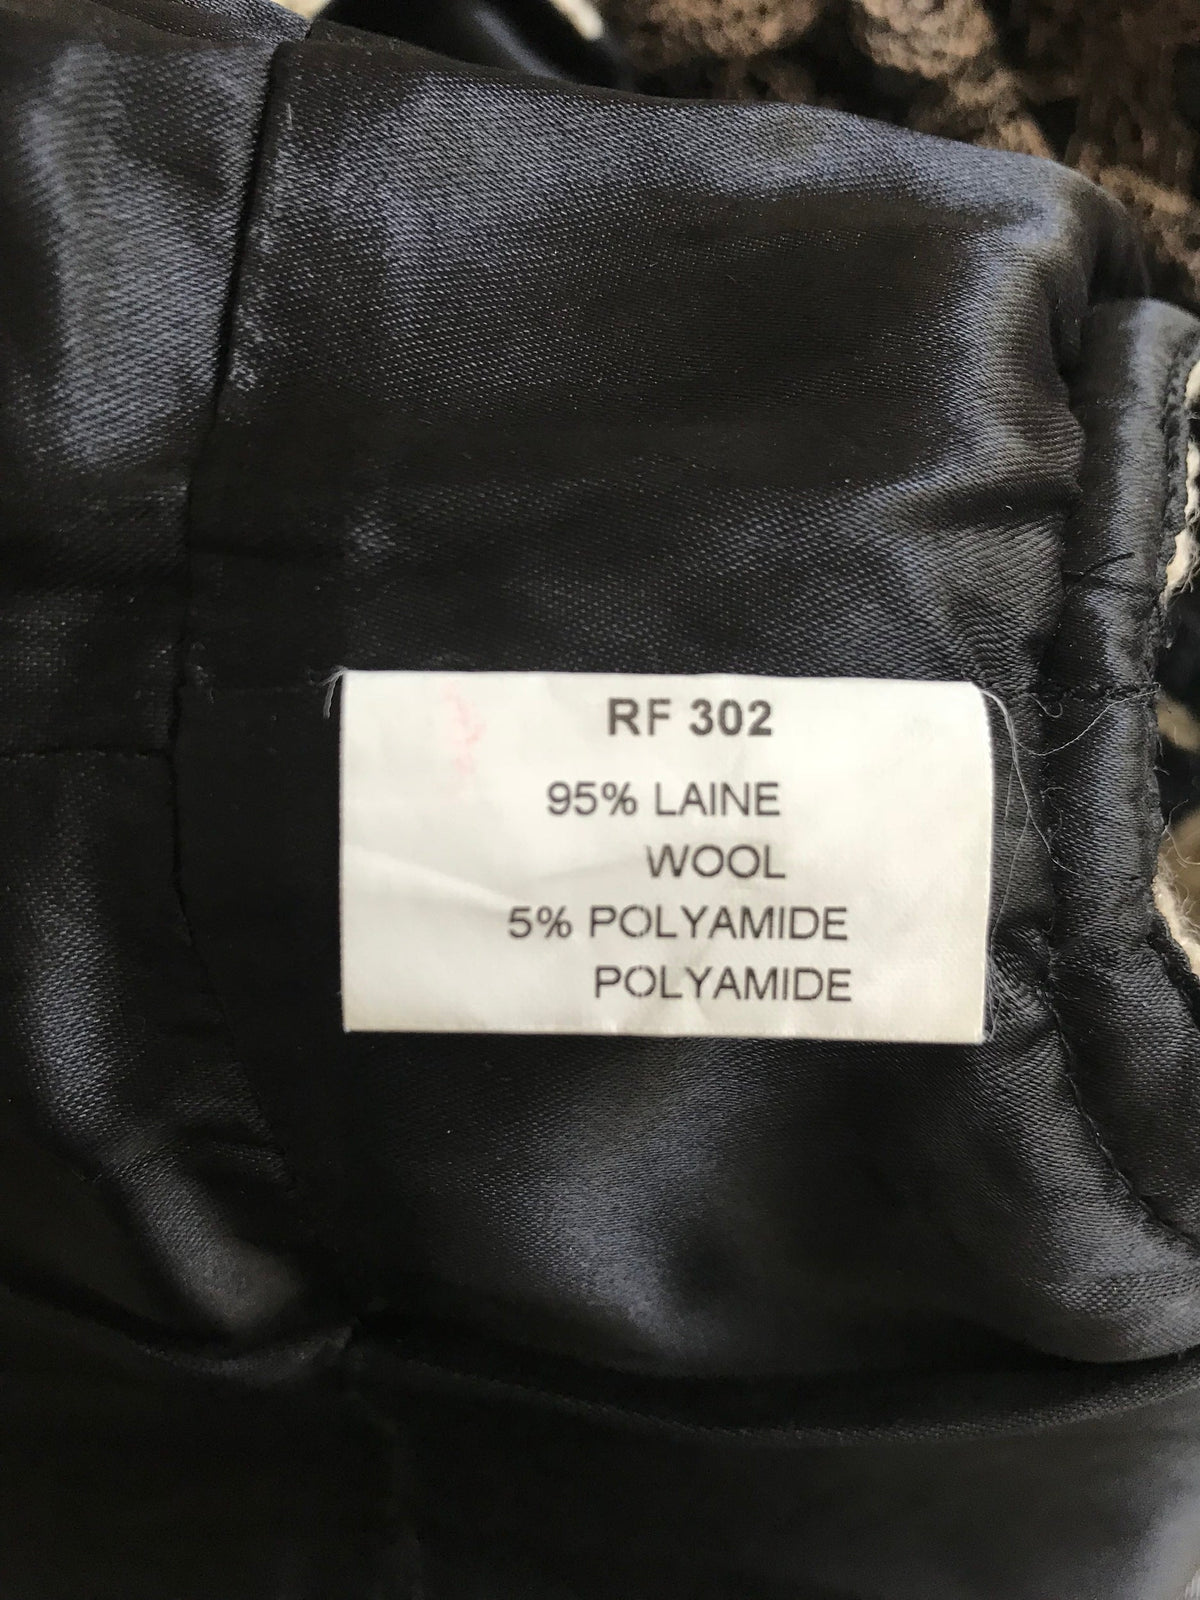 RF 302
95% LAINE
WOOL
5% POLYAMIDE
POLYAMIDE